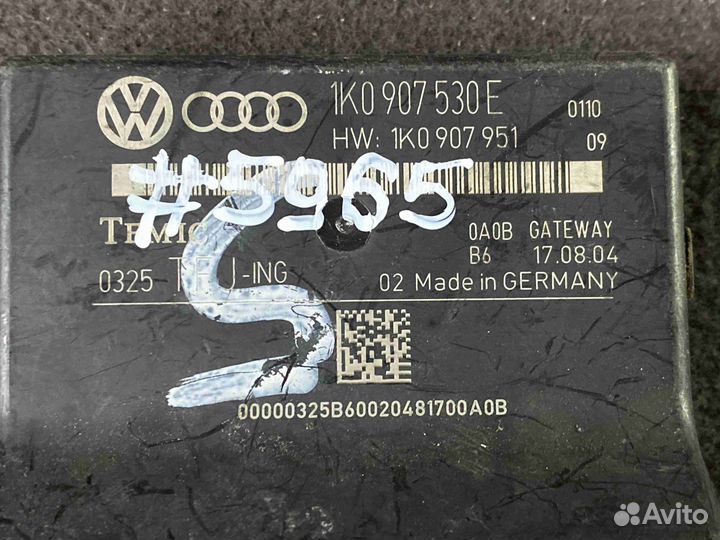 1K0 907 530 E 0110
HW: 1K0 907 951 09
#5965
TEMIC 0A0B GATEWAY
B6 17.08.04
0325 -ING 02 Made in GERMANY
00000325B60020481700A0B
Avito